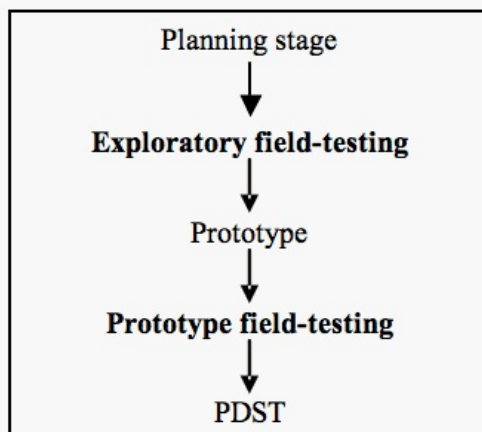 Planning stage
Exploratory field-testing
Prototype
Prototype field-testing
PDST